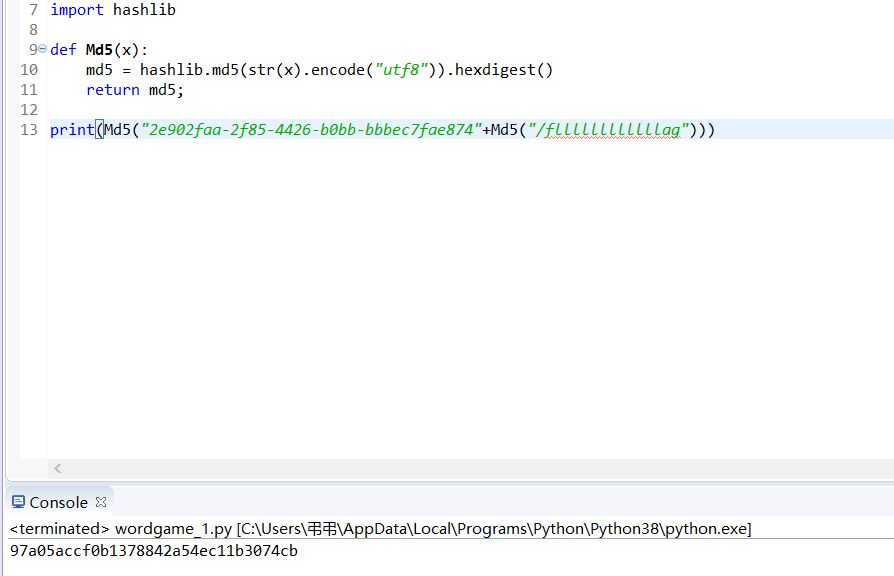 7 import hashlib
8
9 def Md5(x):
10     md5 = hashlib.md5(str(x).encode("utf8")).hexdigest()
11     return md5;
12
13 print(Md5("2e902faa-2f85-4426-b0bb-bbbec7fae874"+Md5("/fllllllllllllag")))
Console
<terminated> wordgame_1.py [C:\Users\弔弔\AppData\Local\Programs\Python\Python38\python.exe]
97a05accf0b1378842a54ec11b3074cb